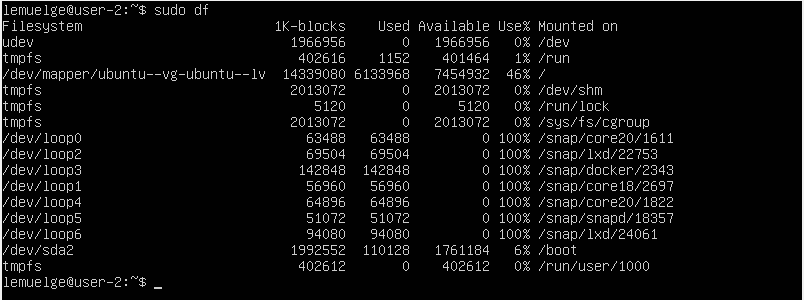 lemuelge@user-2:~$ sudo df
Filesystem                        1K-blocks    Used Available Use% Mounted on
udev                                1966956       0   1966956   0% /dev
tmpfs                                402616    1152    401464   1% /run
/dev/mapper/ubuntu--vg-ubuntu--lv  14339080 6133968   7454932  46% /
tmpfs                               2013072       0   2013072   0% /dev/shm
tmpfs                                  5120       0      5120   0% /run/lock
tmpfs                               2013072       0   2013072   0% /sys/fs/cgroup
/dev/loop0                            63488   63488         0 100% /snap/core20/1611
/dev/loop2                            69504   69504         0 100% /snap/lxd/22753
/dev/loop3                           142848  142848         0 100% /snap/docker/2343
/dev/loop1                            56960   56960         0 100% /snap/core18/2697
/dev/loop4                            64896   64896         0 100% /snap/core20/1822
/dev/loop5                            51072   51072         0 100% /snap/snapd/18357
/dev/loop6                            94080   94080         0 100% /snap/lxd/24061
/dev/sda2                           1992552  110128   1761184   6% /boot
tmpfs                                402612       0    402612   0% /run/user/1000
lemuelge@user-2:~$ _